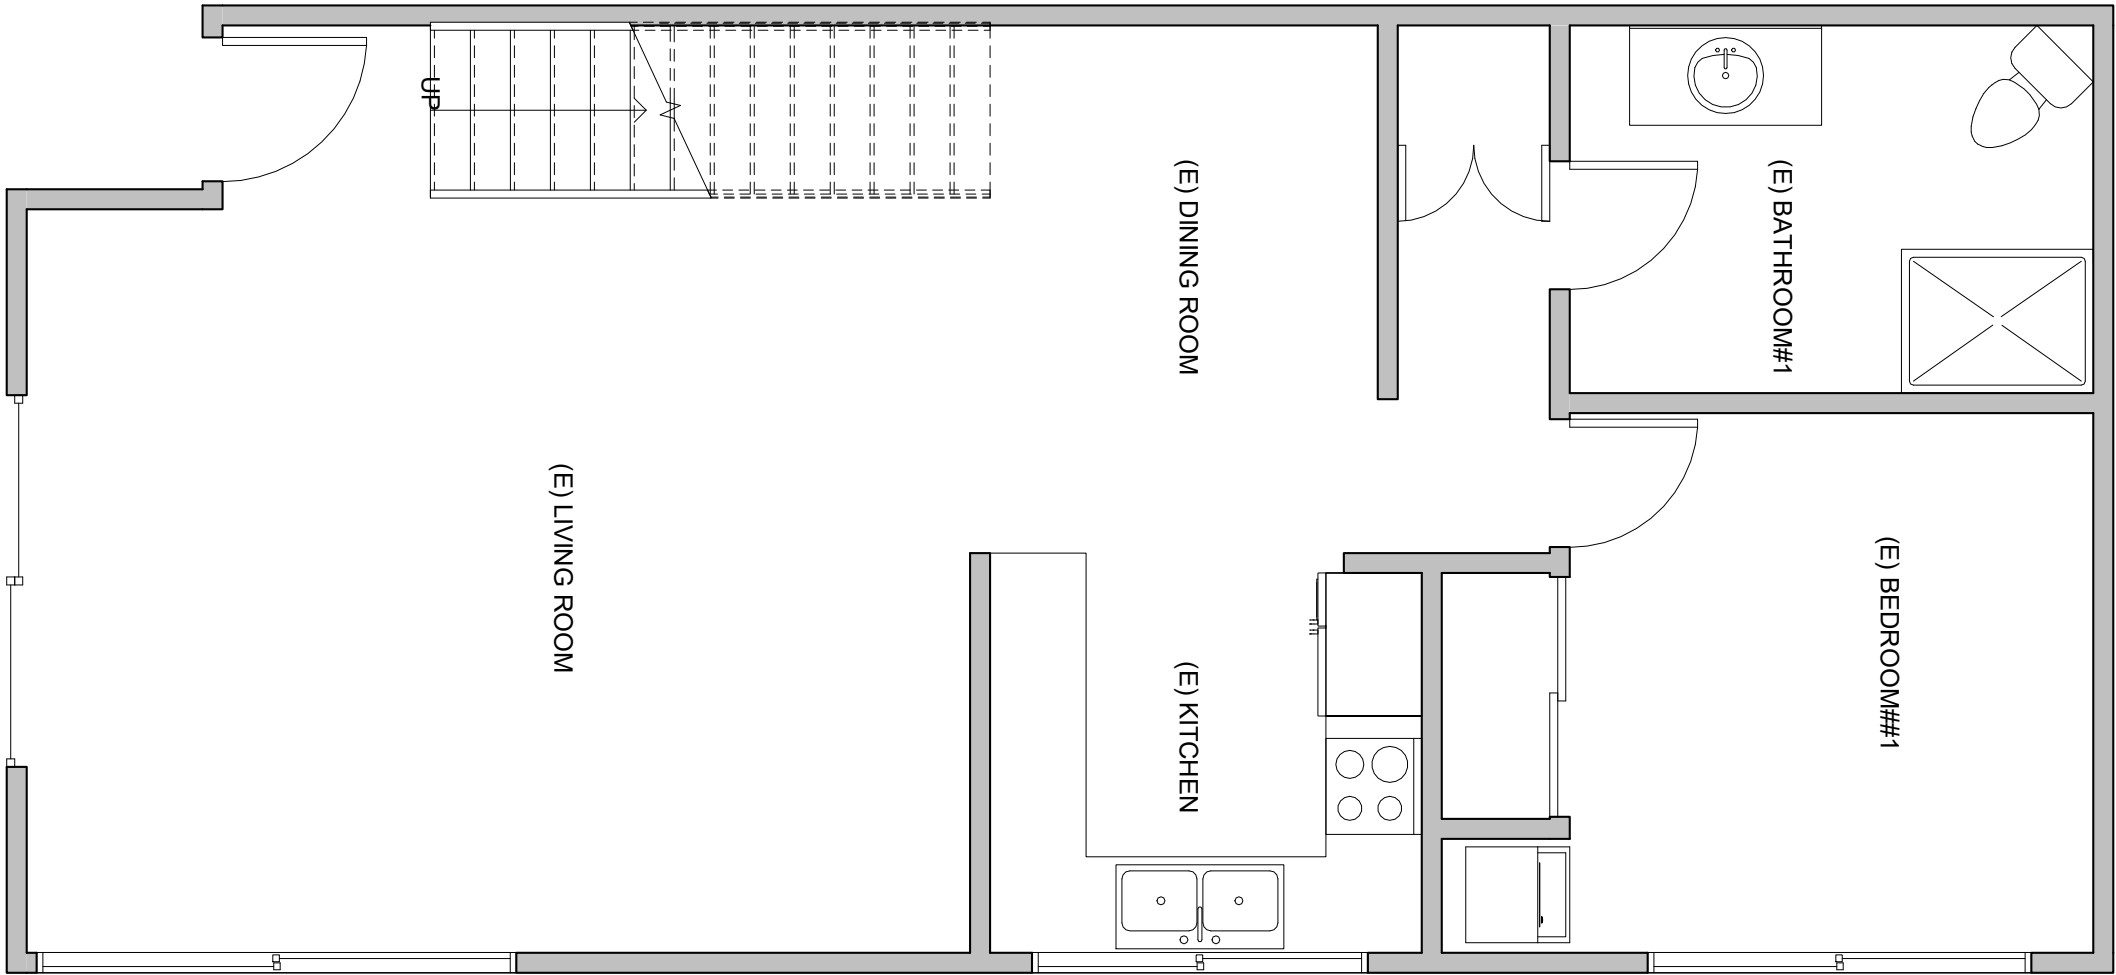 UP
(E) DINING ROOM
(E) BATHROOM#1
(E) LIVING ROOM
(E) KITCHEN
(E) BEDROOM##1